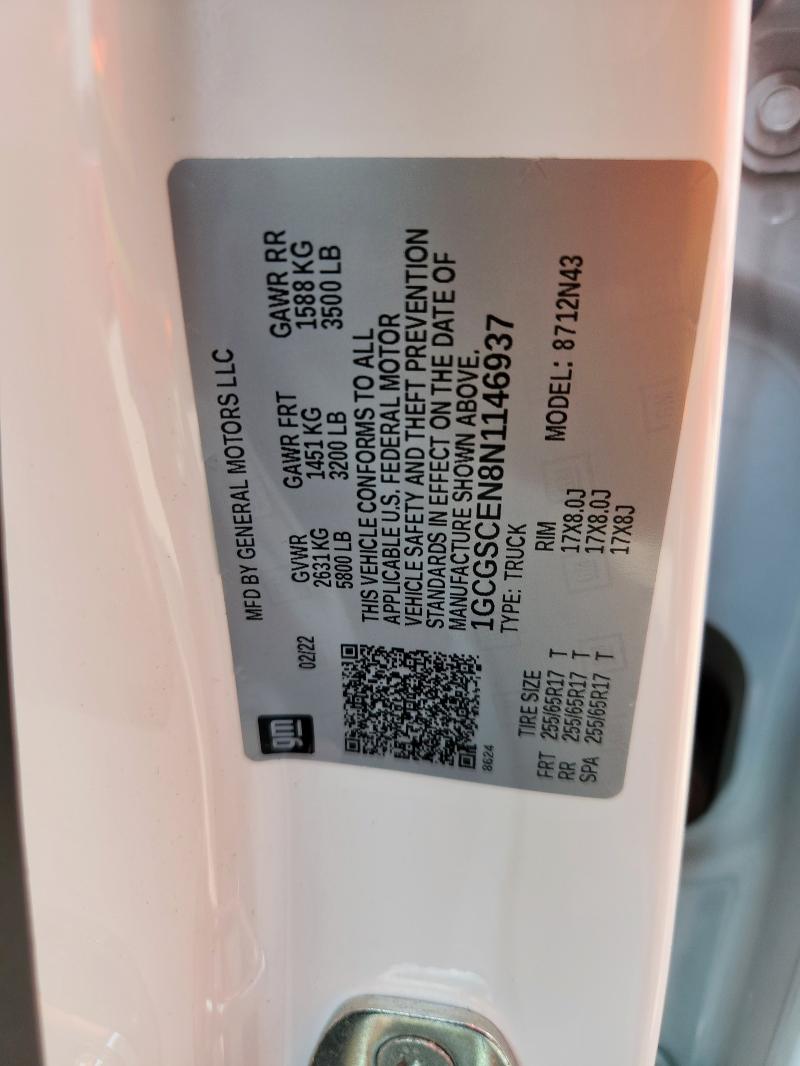 gm
MFD BY GENERAL MOTORS LLC
02/22
GVWR GAWR FRT GAWR RR
2631 KG 1451 KG 1588 KG
5800 LB 3200 LB 3500 LB
THIS VEHICLE CONFORMS TO ALL
APPLICABLE U.S. FEDERAL MOTOR
VEHICLE SAFETY AND THEFT PREVENTION
STANDARDS IN EFFECT ON THE DATE OF
MANUFACTURE SHOWN ABOVE.
1GCGSCEN8N1146937
8624
TYPE: TRUCK
MODEL: 8712N43
TIRE SIZE RIM
FRT 255/65R17 T 17X8.0J
RR 255/65R17 T 17X8.0J
SPA 255/65R17 T 17X8J